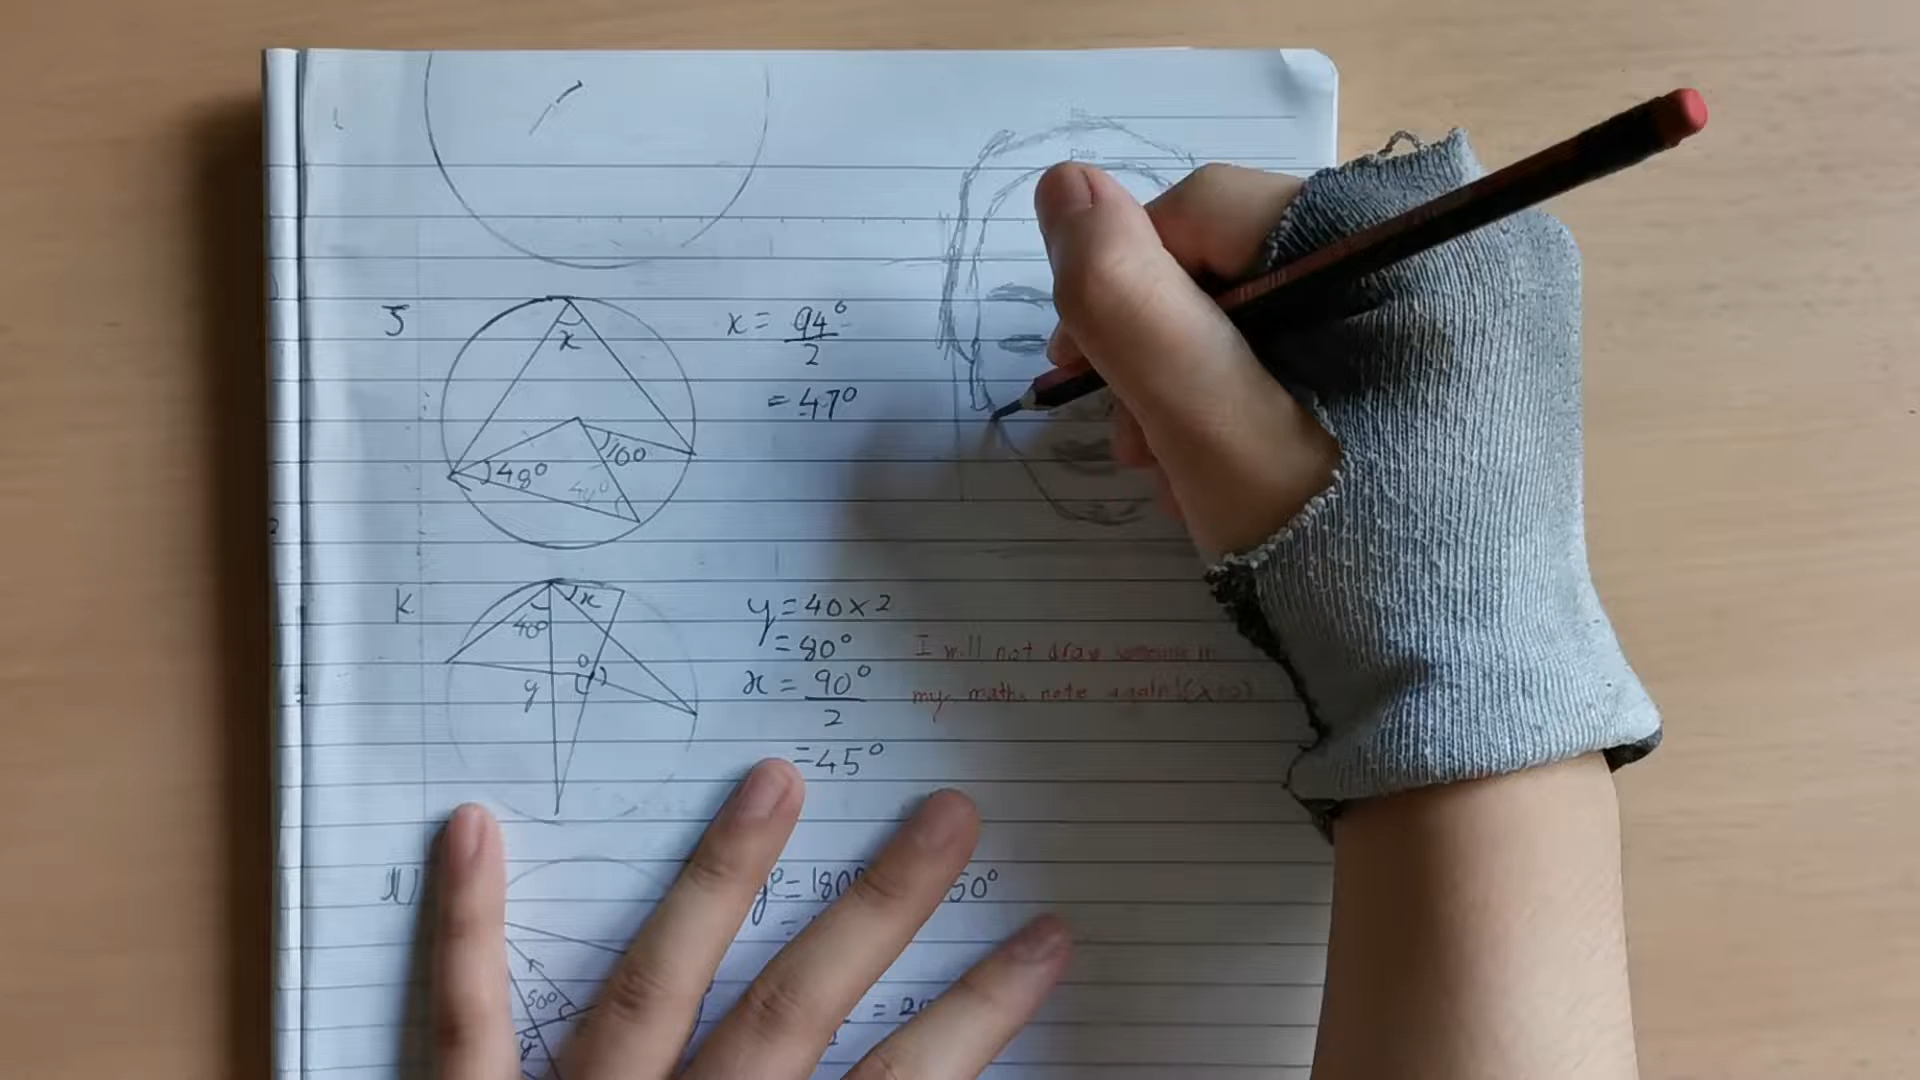 J
x
x = 94°
2
= 47°
48°
100
K
x
40°
y = 40 x 2
= 80°
I will not draw in
my maths note again!
o
y
x = 90°
2
= 45°
y° = 180° 50°
=
50°
y